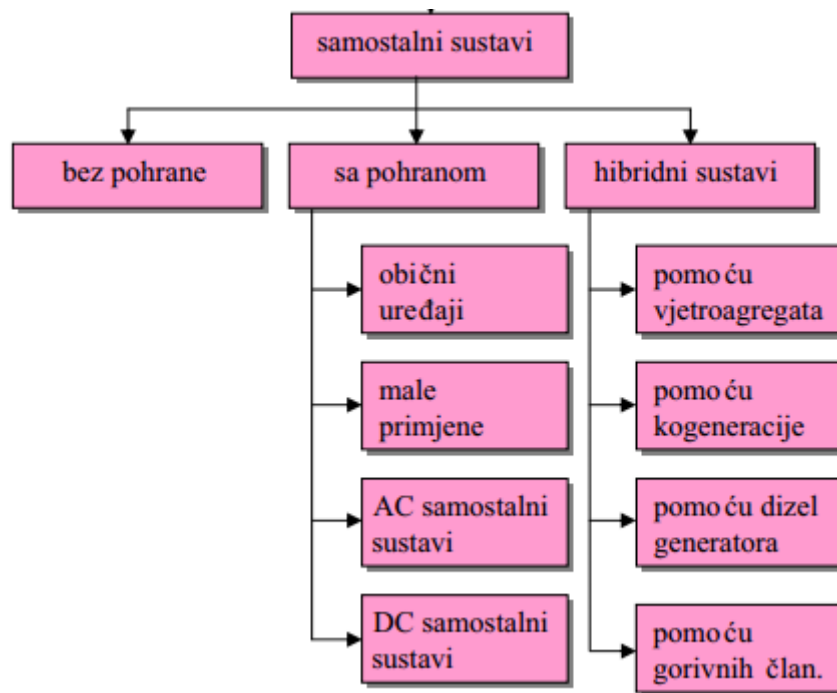 samostalni sustavi
bez pohrane
sa pohranom
hibridni sustavi
obični
uređaji
male
primjene
AC samostalni
sustavi
DC samostalni
sustavi
pomoću
vjetroagregata
pomoću
kogeneracije
pomoću dizel
generatora
pomoću
gorivnih član.